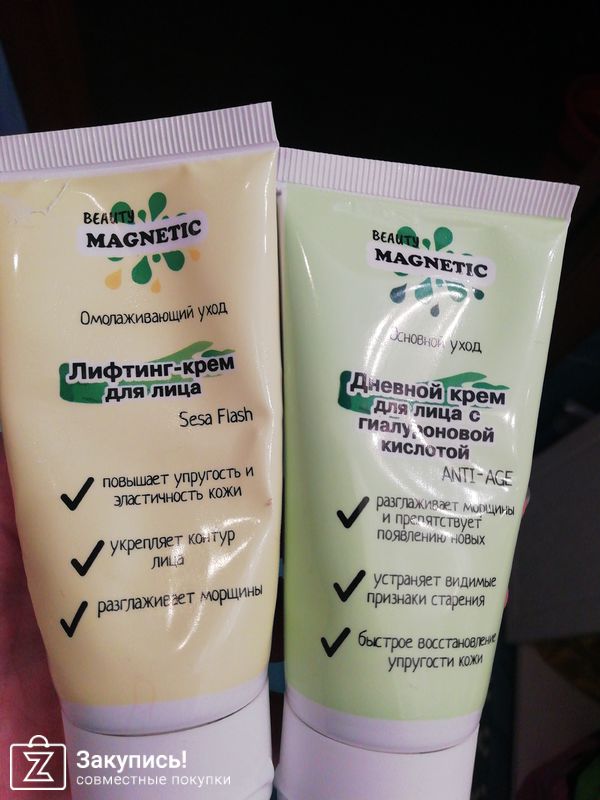 BEAUTY
MAGNETIC
Омолаживающий уход
Лифтинг-крем
для лица
Sesa Flash
повышает упругость и
эластичность кожи
укрепляет контур
лица
разглаживает морщины
BEAUTY
MAGNETIC
Основной уход
Дневной крем
для лица с
гиалуроновой
кислотой
ANTI-AGE
разглаживает морщины
и препятствует
появлению новых
устраняет видимые
признаки старения
быстрое восстановление
упругости кожи
Закупись!
совместные покупки